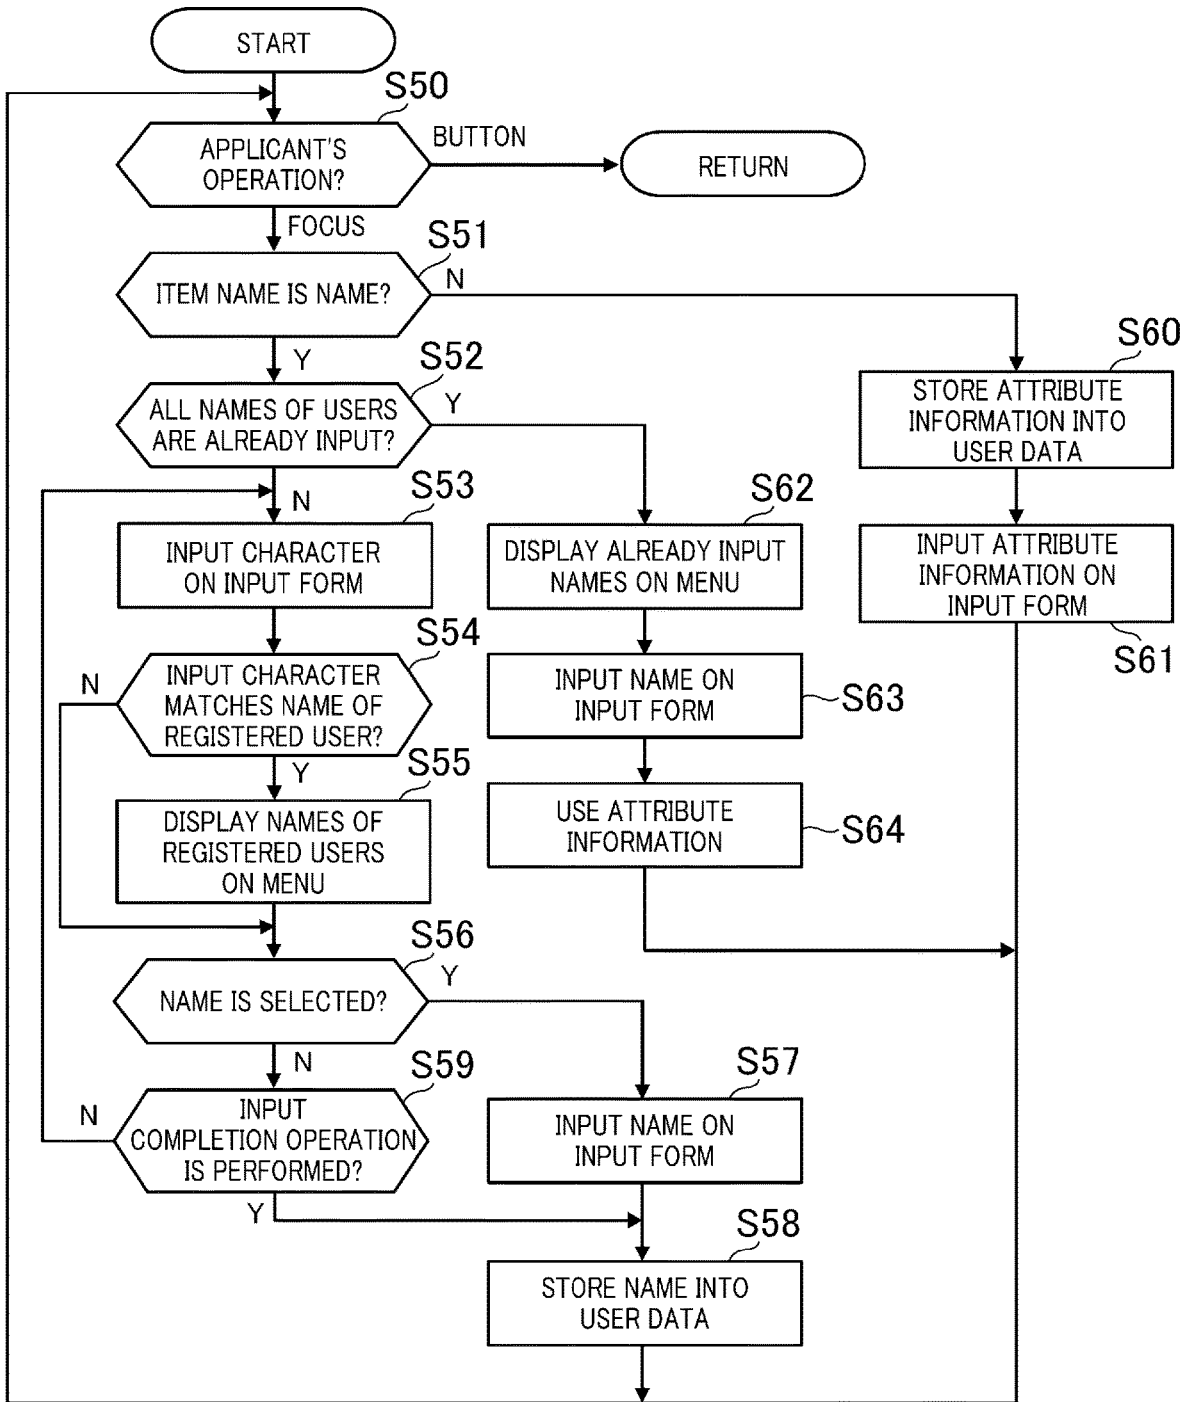 START
S50
APPLICANT'S
OPERATION?
BUTTON
RETURN
FOCUS
S51
ITEM NAME IS NAME?
N
Y
S52
ALL NAMES OF USERS
ARE ALREADY INPUT?
Y
S60
STORE ATTRIBUTE
INFORMATION INTO
USER DATA
N
S53
INPUT CHARACTER
ON INPUT FORM
S62
DISPLAY ALREADY INPUT
NAMES ON MENU
INPUT ATTRIBUTE
INFORMATION ON
INPUT FORM
S61
S54
N
INPUT CHARACTER
MATCHES NAME OF
REGISTERED USER?
INPUT NAME ON
INPUT FORM
S63
Y
S55
DISPLAY NAMES OF
REGISTERED USERS
ON MENU
USE ATTRIBUTE
INFORMATION
S64
S56
NAME IS SELECTED?
Y
N
S59
N
INPUT
COMPLETION OPERATION
IS PERFORMED?
Y
S57
INPUT NAME ON
INPUT FORM
S58
STORE NAME INTO
USER DATA